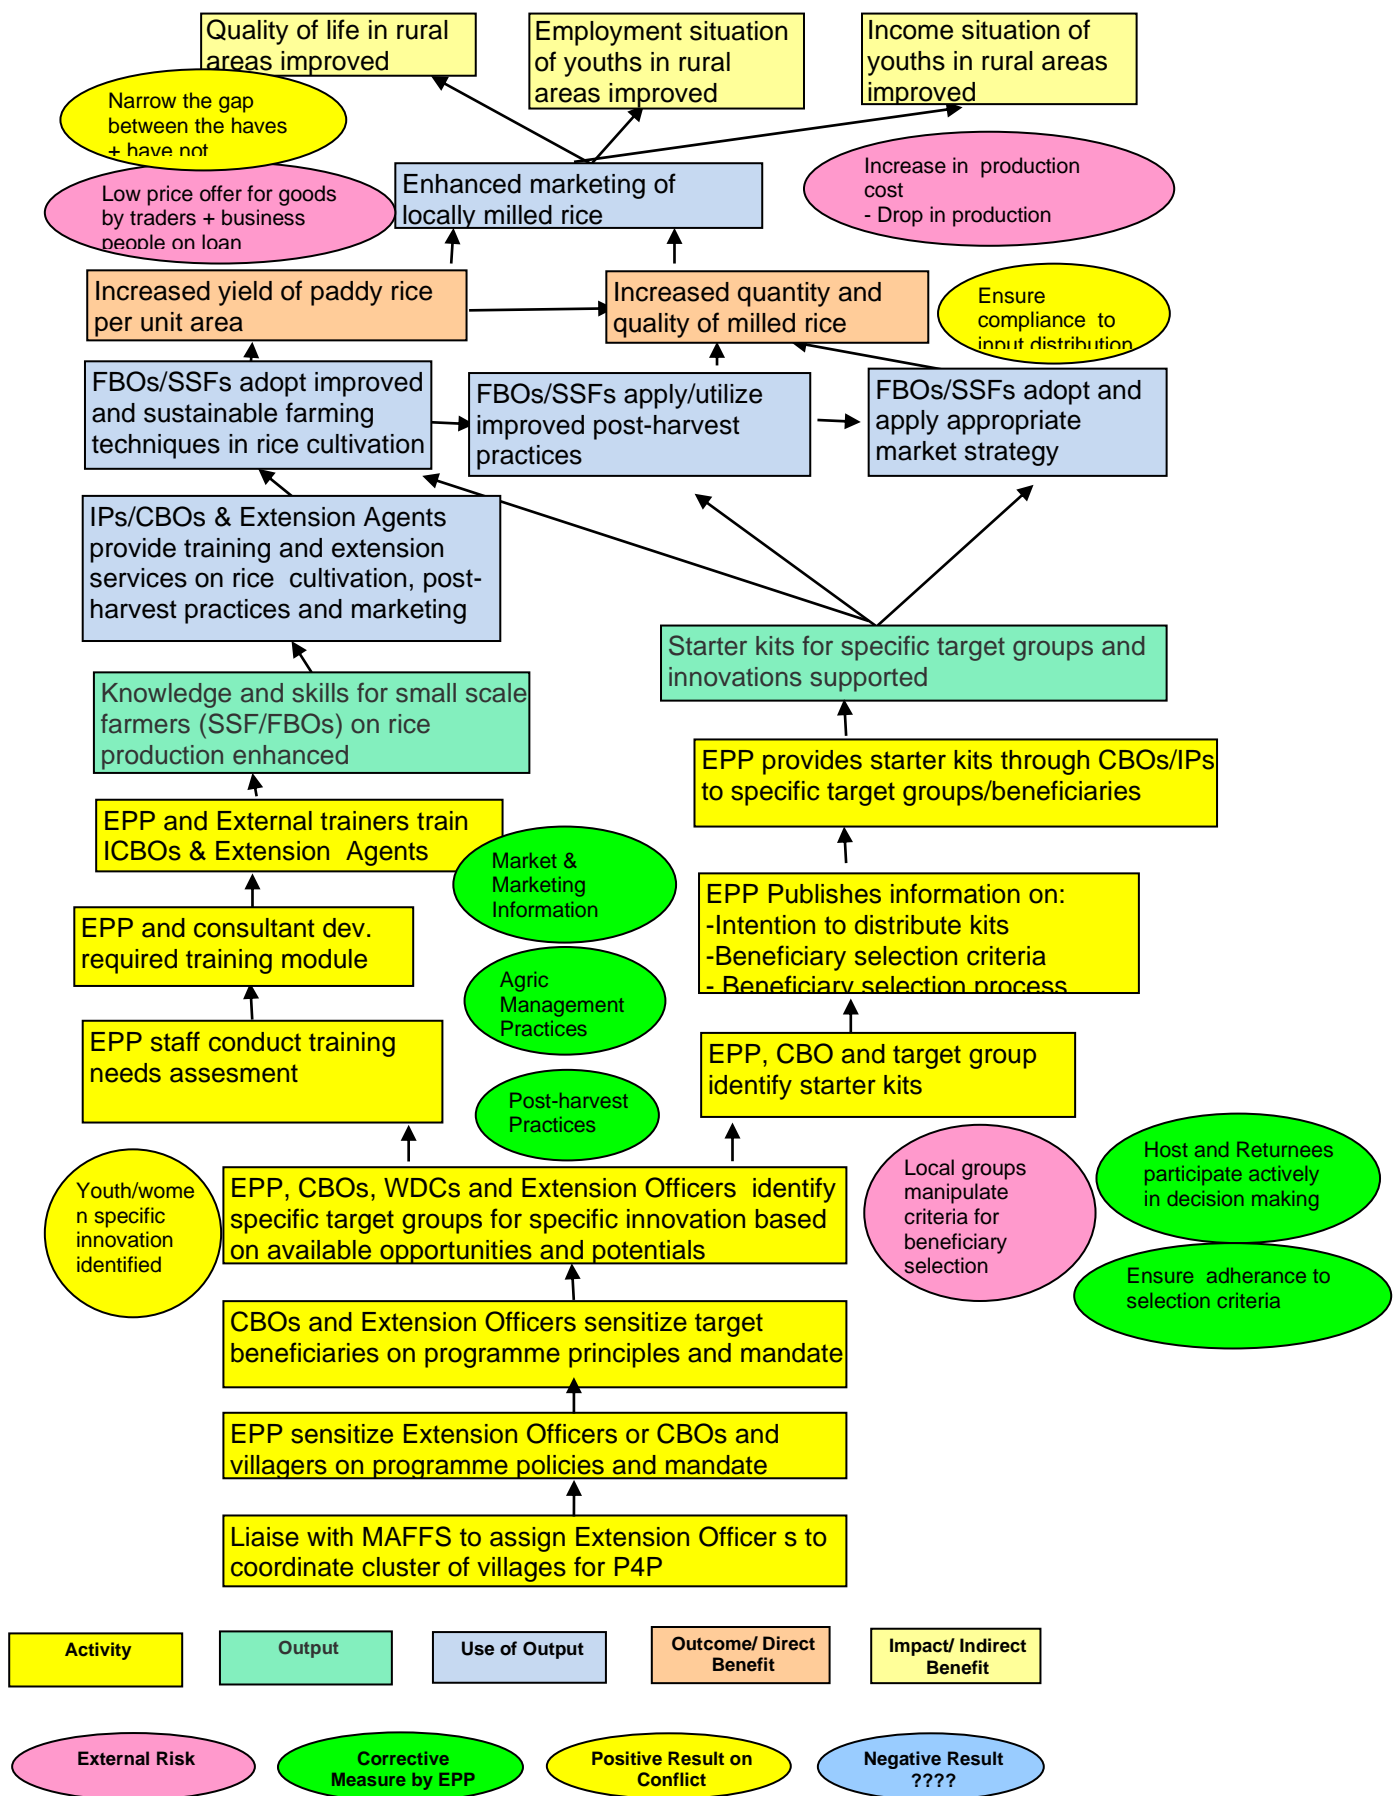 Quality of life in rural
areas improved
Employment situation
of youths in rural
areas improved
Income situation of
youths in rural areas
improved
Narrow the gap
between the haves
+ have not
Low price offer for goods
by traders + business
people on loan
Enhanced marketing of
locally milled rice
Increase in production
cost
- Drop in production
Increased yield of paddy rice
per unit area
Increased quantity and
quality of milled rice
Ensure
compliance to
input distribution
FBOs/SSFs adopt improved
and sustainable farming
techniques in rice cultivation
FBOs/SSFs apply/utilize
improved post-harvest
practices
FBOs/SSFs adopt and
apply appropriate
market strategy
IPs/CBOs & Extension Agents
provide training and extension
services on rice cultivation, post-
harvest practices and marketing
Starter kits for specific target groups and
innovations supported
Knowledge and skills for small scale
farmers (SSF/FBOs) on rice
production enhanced
EPP provides starter kits through CBOs/IPs
to specific target groups/beneficiaries
EPP and External trainers train
ICBOs & Extension Agents
Market &
Marketing
Information
EPP Publishes information on:
-Intention to distribute kits
-Beneficiary selection criteria
- Beneficiary selection process
EPP and consultant dev.
required training module
Agric
Management
Practices
EPP staff conduct training
needs assesment
EPP, CBO and target group
identify starter kits
Post-harvest
Practices
Youth/wome
n specific
innovation
identified
EPP, CBOs, WDCs and Extension Officers identify
specific target groups for specific innovation based
on available opportunities and potentials
Local groups
manipulate
criteria for
beneficiary
selection
Host and Returnees
participate actively
in decision making
Ensure adherance to
selection criteria
CBOs and Extension Officers sensitize target
beneficiaries on programme principles and mandate
EPP sensitize Extension Officers or CBOs and
villagers on programme policies and mandate
Liaise with MAFFS to assign Extension Officer s to
coordinate cluster of villages for P4P
Activity
Output
Use of Output
Outcome/ Direct
Benefit
Impact/ Indirect
Benefit
External Risk
Corrective
Measure by EPP
Positive Result on
Conflict
Negative Result
????